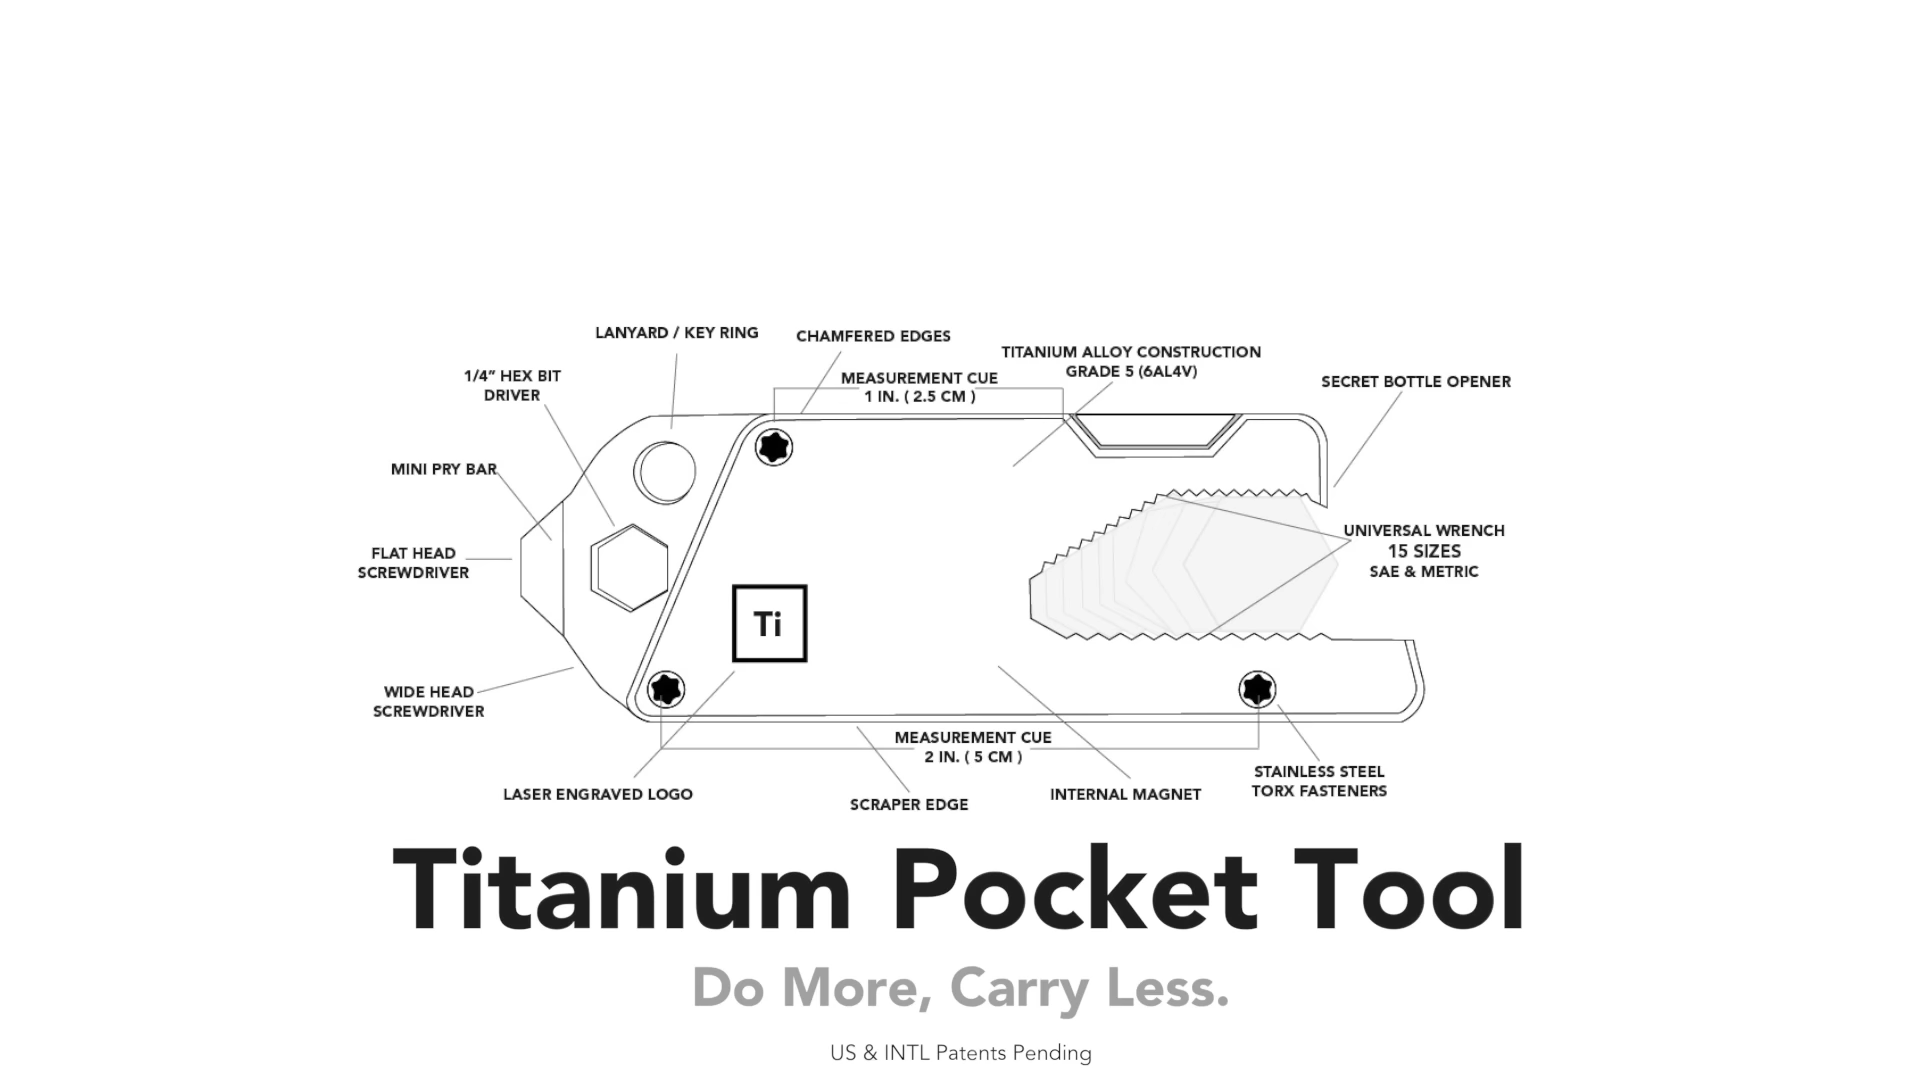 LANYARD / KEY RING
CHAMFERED EDGES
TITANIUM ALLOY CONSTRUCTION
GRADE 5 (6AL4V)
1/4” HEX BIT
DRIVER
MEASUREMENT CUE
1 IN. ( 2.5 CM )
SECRET BOTTLE OPENER
MINI PRY BAR
FLAT HEAD
SCREWDRIVER
UNIVERSAL WRENCH
15 SIZES
SAE & METRIC
Ti
WIDE HEAD
SCREWDRIVER
MEASUREMENT CUE
2 IN. ( 5 CM )
LASER ENGRAVED LOGO
SCRAPER EDGE
INTERNAL MAGNET
STAINLESS STEEL
TORX FASTENERS
Titanium Pocket Tool
Do More, Carry Less.
US & INTL Patents Pending